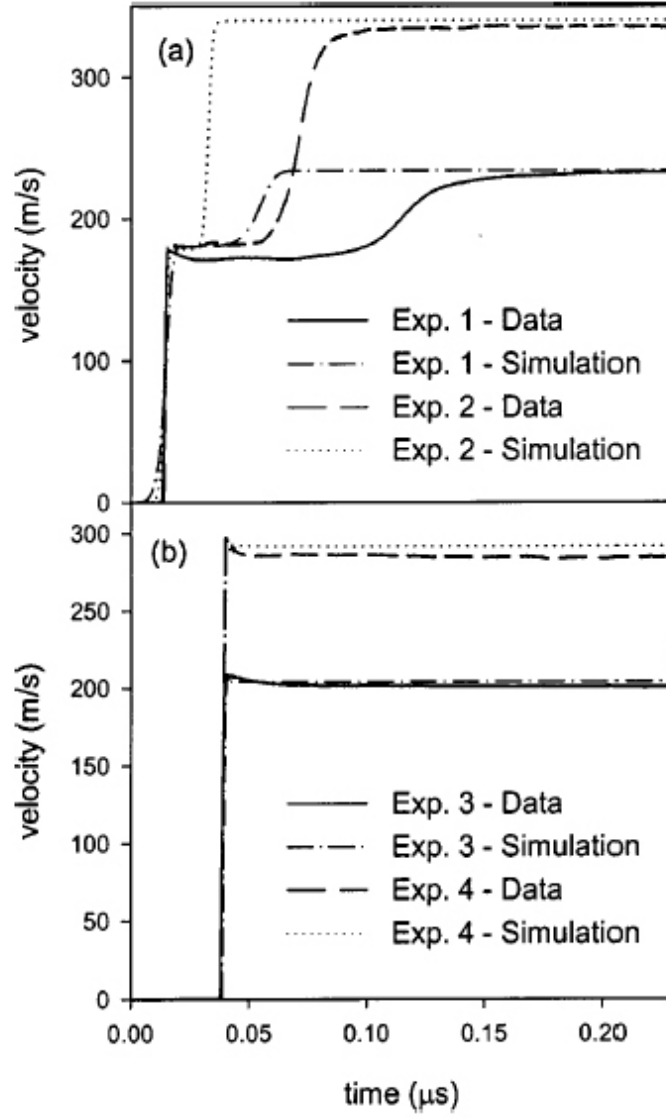 (a)
300
200
100
0
velocity (m/s)
Exp. 1 - Data
Exp. 1 - Simulation
Exp. 2 - Data
Exp. 2 - Simulation
(b)
300
250
200
150
100
50
0
velocity (m/s)
Exp. 3 - Data
Exp. 3 - Simulation
Exp. 4 - Data
Exp. 4 - Simulation
0.00
0.05
0.10
0.15
0.20
time (μs)